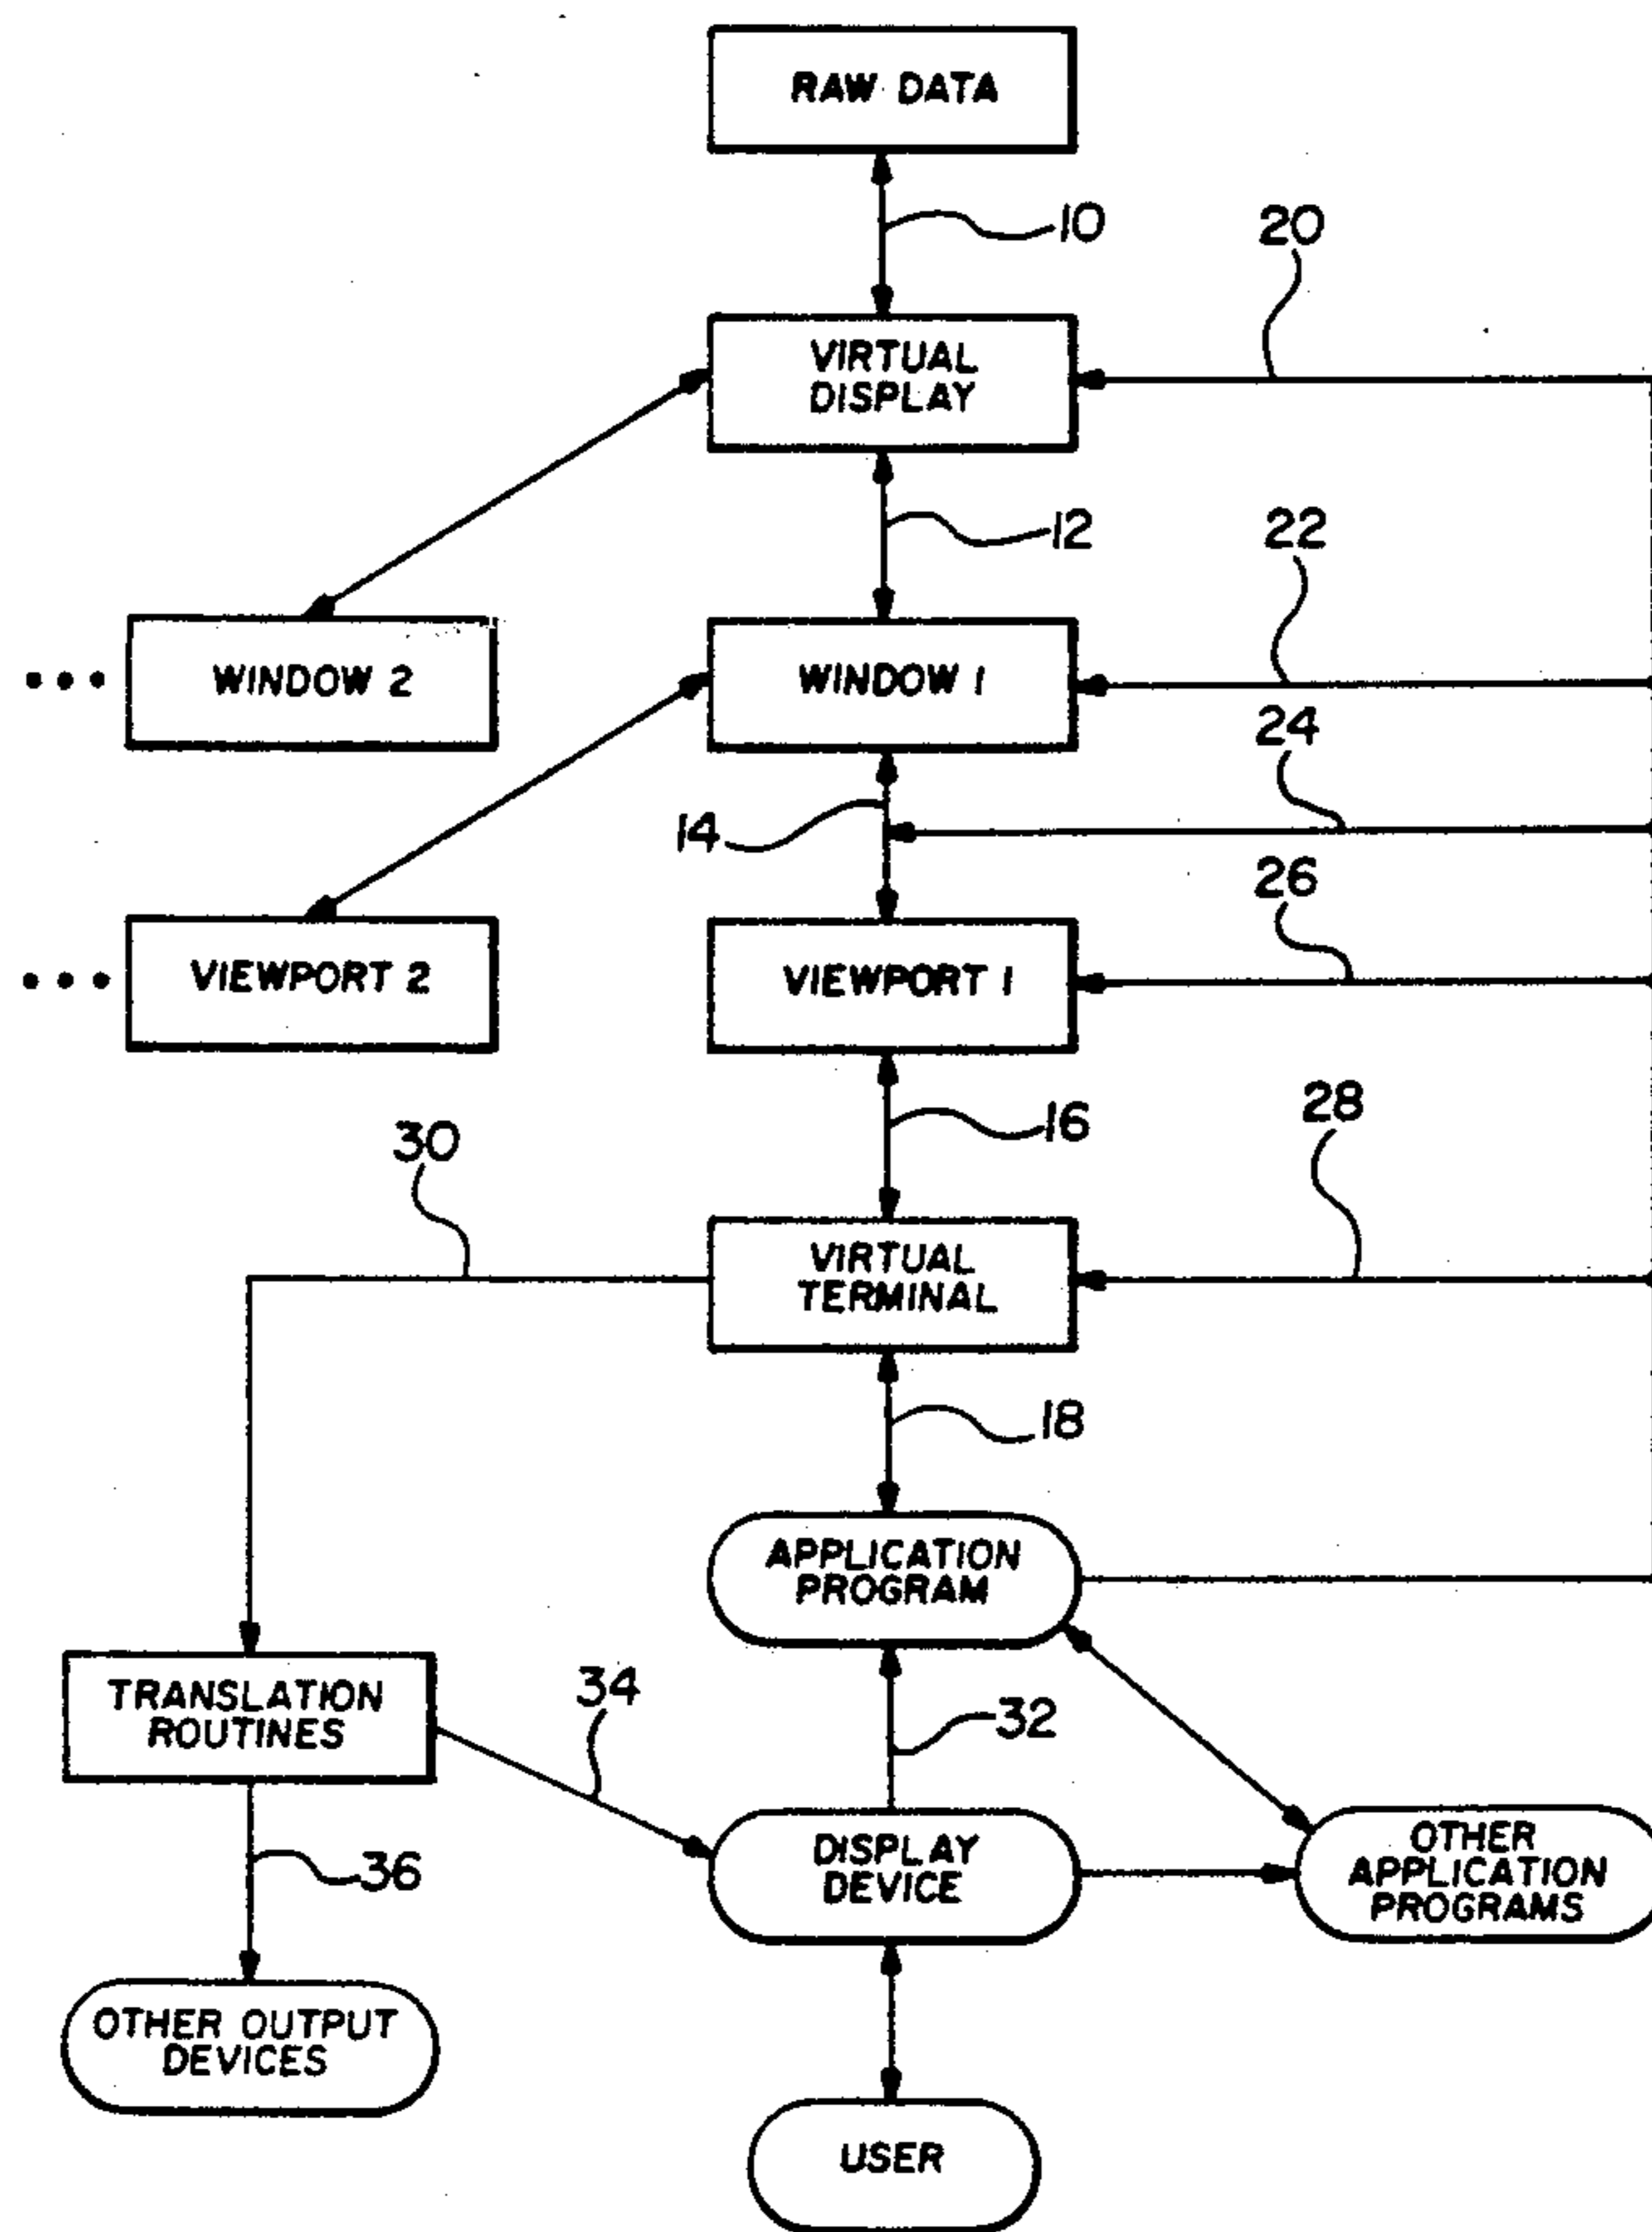 RAW DATA
10
20
VIRTUAL
DISPLAY
12
22
WINDOW 2
WINDOW 1
24
14
26
VIEWPORT 2
VIEWPORT 1
16
28
30
VIRTUAL
TERMINAL
18
APPLICATION
PROGRAM
TRANSLATION
ROUTINES
34
32
DISPLAY
DEVICE
OTHER
APPLICATION
PROGRAMS
36
OTHER OUTPUT
DEVICES
USER